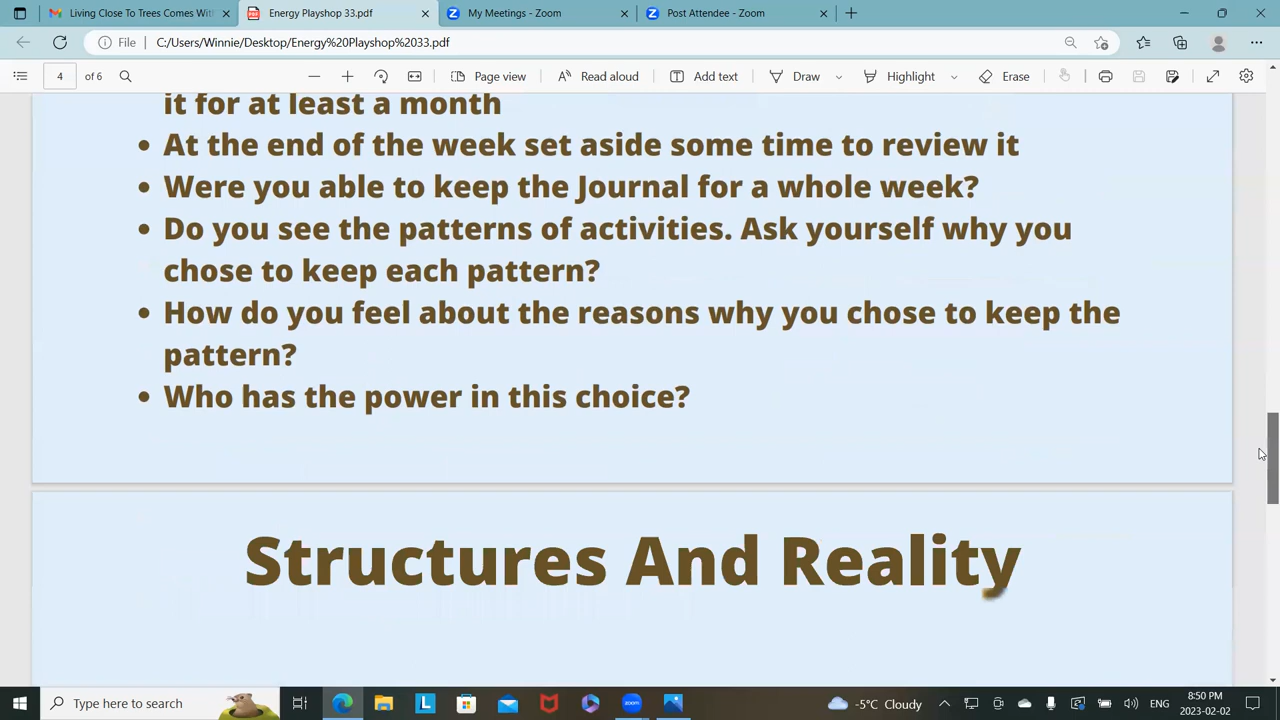 Living Close To Trees Comes With
Energy Playshop 33.pdf
My Meetings - Zoom
Post Attendee - Zoom
File
C:/Users/Winnie/Desktop/Energy%20Playshop%2033.pdf
4 of 6
Page view
Read aloud
Add text
Draw
Highlight
Erase
it for at least a month
• At the end of the week set aside some time to review it
• Were you able to keep the Journal for a whole week?
• Do you see the patterns of activities. Ask yourself why you
chose to keep each pattern?
• How do you feel about the reasons why you chose to keep the
pattern?
• Who has the power in this choice?
Structures And Reality
Type here to search
-5°C Cloudy
ENG
8:50 PM
2023-02-02